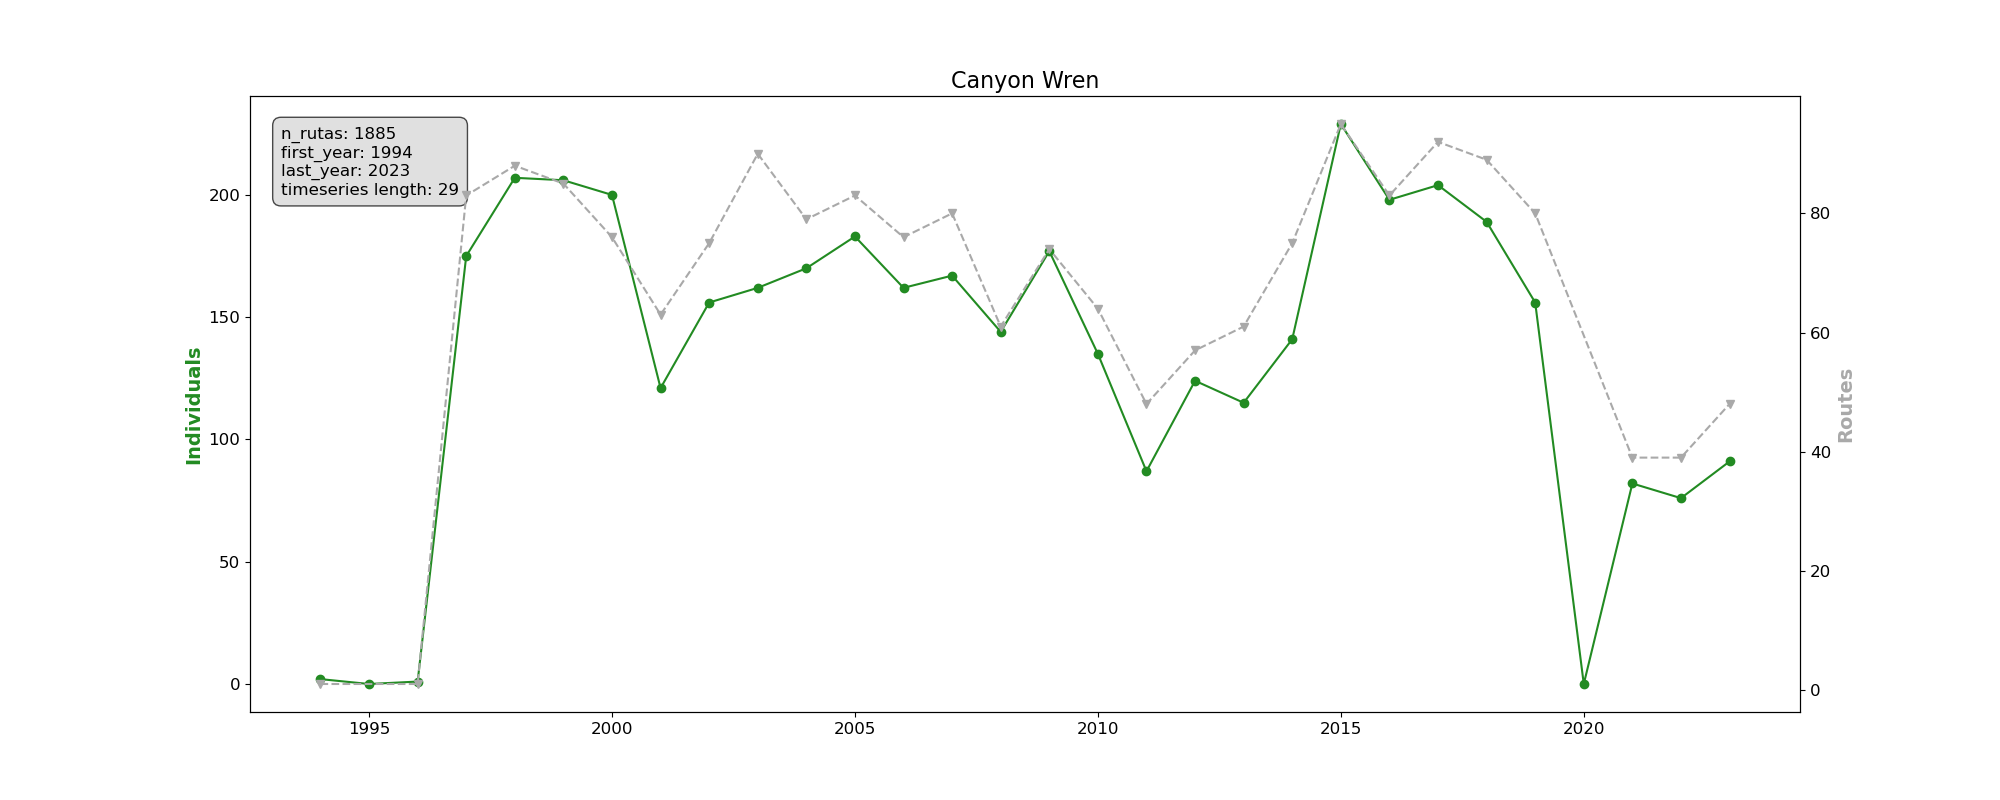 Canyon Wren
n_rutas: 1885
first_year: 1994
last_year: 2023
timeseries length: 29
Individuals
200
150
100
50
0
Routes
80
60
40
20
0
1995 2000 2005 2010 2015 2020